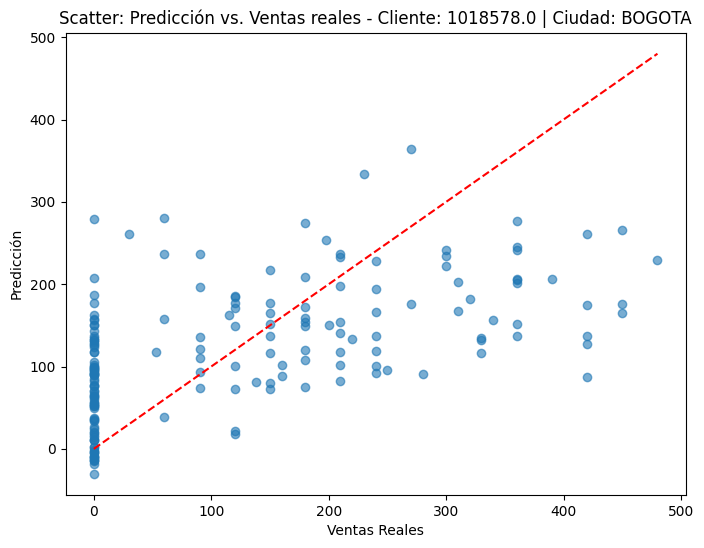 Scatter: Predicción vs. Ventas reales - Cliente: 1018578.0 | Ciudad: BOGOTA
500
400
300
200
100
0
Predicción
0 100 200 300 400 500
Ventas Reales